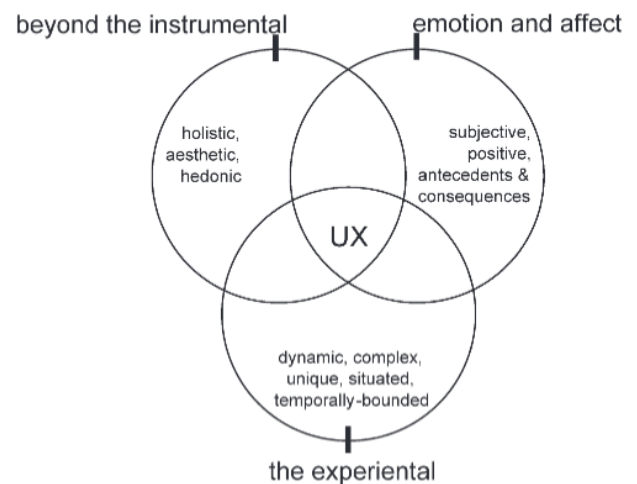 beyond the instrumental
emotion and affect
holistic,
aesthetic,
hedonic
subjective,
positive,
antecedents &
consequences
UX
dynamic, complex,
unique, situated,
temporally-bounded
the experiental